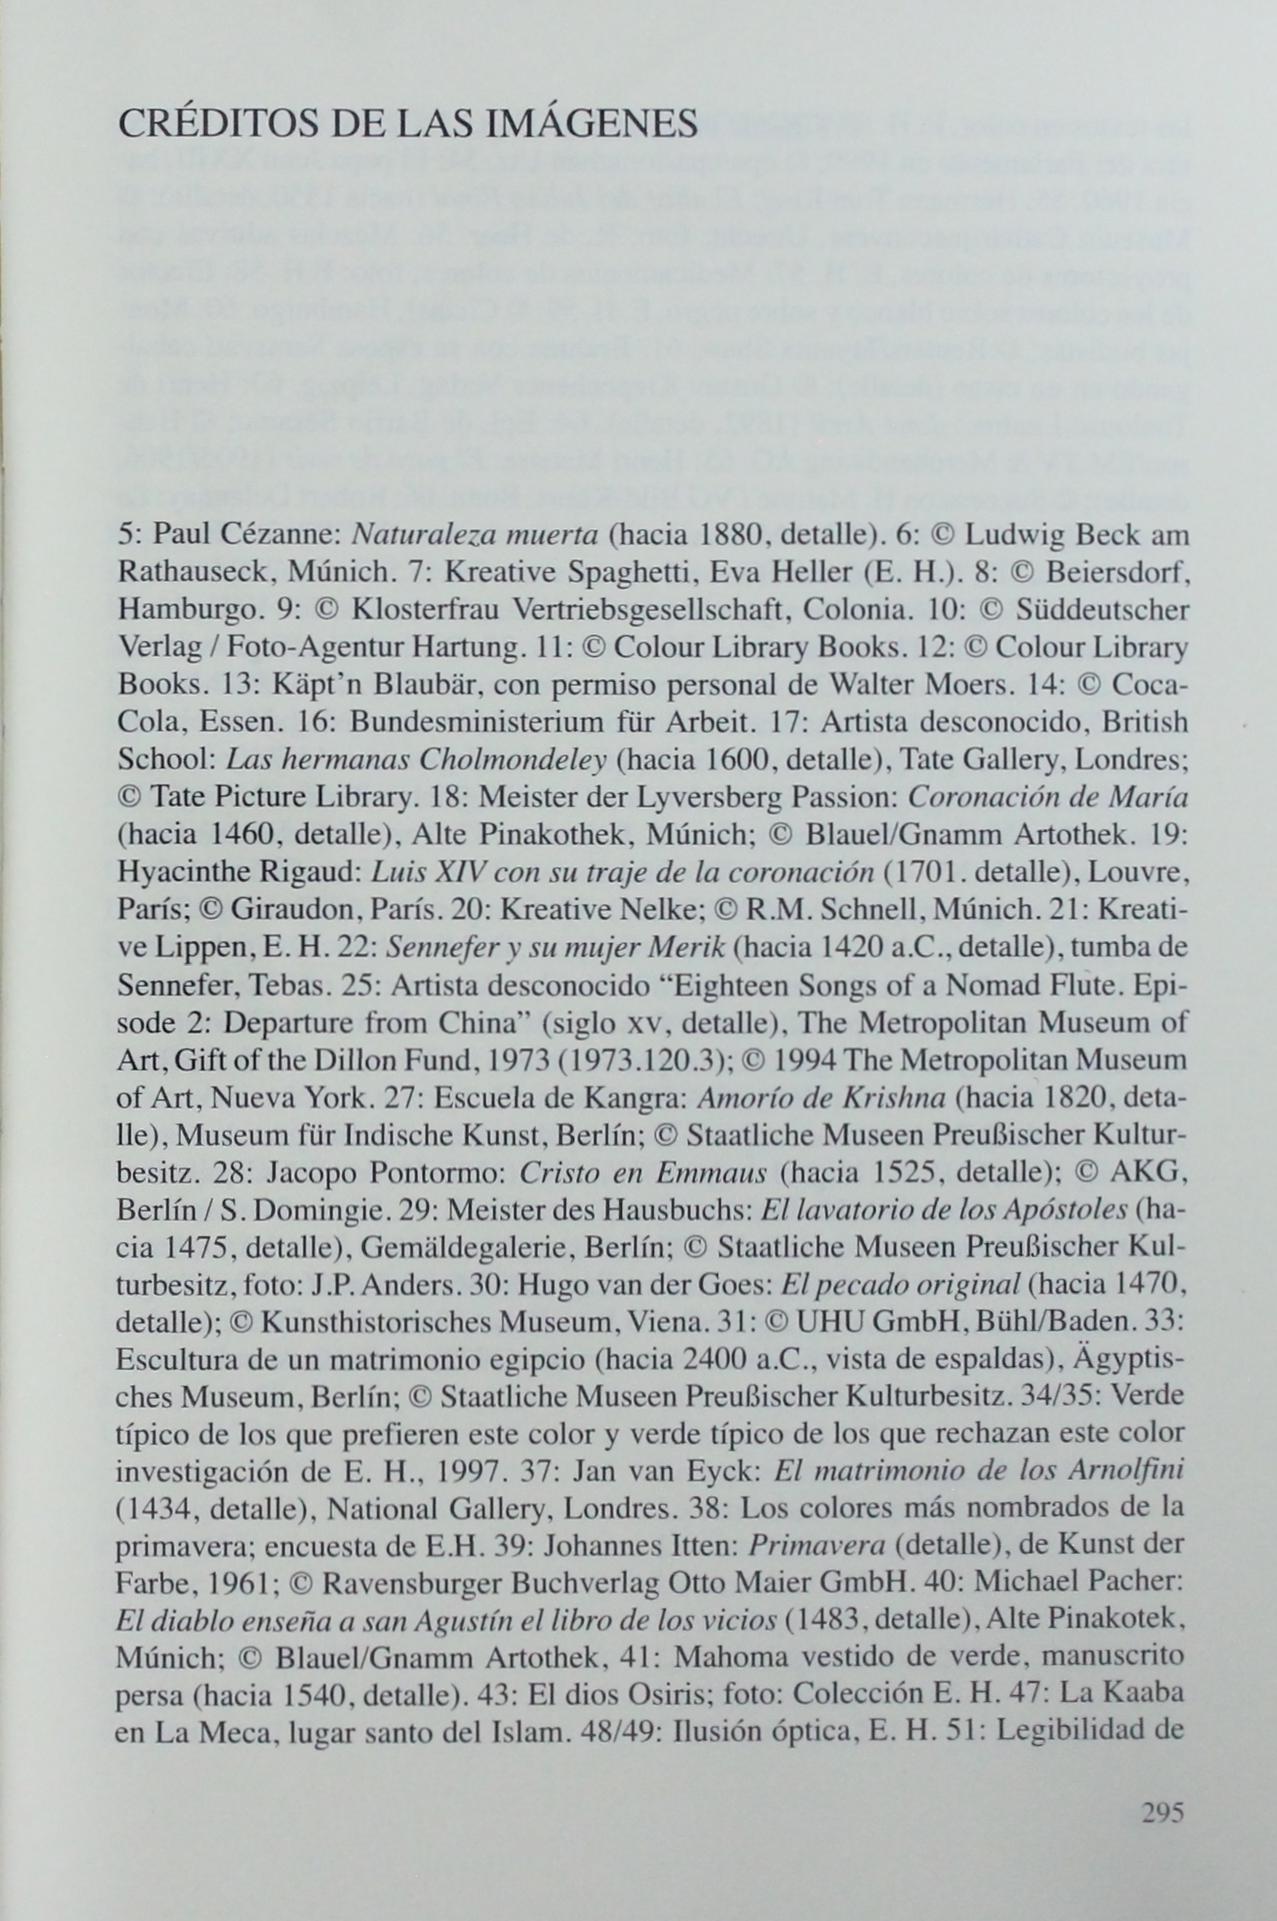 CRÉDITOS DE LAS IMÁGENES
5: Paul Cézanne: Naturaleza muerta (hacia 1880, detalle). 6: © Ludwig Beck am
Rathauseck, Múnich. 7: Kreative Spaghetti, Eva Heller (E. H.). 8: © Beiersdorf,
Hamburgo. 9: © Klosterfrau Vertriebsgesellschaft, Colonia. 10: © Süddeutscher
Verlag / Foto-Agentur Hartung. 11: © Colour Library Books. 12: © Colour Library
Books. 13: Käpt’n Blaubär, con permiso personal de Walter Moers. 14: © Coca-
Cola, Essen. 16: Bundesministerium für Arbeit. 17: Artista desconocido, British
School: Las hermanas Cholmondeley (hacia 1600, detalle), Tate Gallery, Londres;
© Tate Picture Library. 18: Meister der Lyversberg Passion: Coronación de María
(hacia 1460, detalle), Alte Pinakothek, Múnich; © Blauel/Gnamm Artothek. 19:
Hyacinthe Rigaud: Luis XIV con su traje de la coronación (1701. detalle), Louvre,
París; © Giraudon, París. 20: Kreative Nelke; © R.M. Schnell, Múnich. 21: Kreati-
ve Lippen, E. H. 22: Sennefer y su mujer Merik (hacia 1420 a.C., detalle), tumba de
Sennefer, Tebas. 25: Artista desconocido “Eighteen Songs of a Nomad Flute. Epi-
sode 2: Departure from China” (siglo XV, detalle), The Metropolitan Museum of
Art, Gift of the Dillon Fund, 1973 (1973.120.3); © 1994 The Metropolitan Museum
of Art, Nueva York. 27: Escuela de Kangra: Amorío de Krishna (hacia 1820, deta-
lle), Museum für Indische Kunst, Berlín; © Staatliche Museen Preußischer Kultur-
besitz. 28: Jacopo Pontormo: Cristo en Emmaus (hacia 1525, detalle); © AKG,
Berlín / S. Domingie. 29: Meister des Hausbuchs: El lavatorio de los Apóstoles (ha-
cia 1475, detalle), Gemäldegalerie, Berlín; © Staatliche Museen Preußischer Kul-
turbesitz, foto: J.P. Anders. 30: Hugo van der Goes: El pecado original (hacia 1470,
detalle); © Kunsthistorisches Museum, Viena. 31: © UHU GmbH, Bühl/Baden. 33:
Escultura de un matrimonio egipcio (hacia 2400 a.C., vista de espaldas), Ägyptis-
ches Museum, Berlín; © Staatliche Museen Preußischer Kulturbesitz. 34/35: Verde
típico de los que prefieren este color y verde típico de los que rechazan este color
investigación de E. H., 1997. 37: Jan van Eyck: El matrimonio de los Arnolfini
(1434, detalle), National Gallery, Londres. 38: Los colores más nombrados de la
primavera; encuesta de E.H. 39: Johannes Itten: Primavera (detalle), de Kunst der
Farbe, 1961; © Ravensburger Buchverlag Otto Maier GmbH. 40: Michael Pacher:
El diablo enseña a san Agustín el libro de los vicios (1483, detalle), Alte Pinakotek,
Múnich; © Blauel/Gnamm Artothek, 41: Mahoma vestido de verde, manuscrito
persa (hacia 1540, detalle). 43: El dios Osiris; foto: Colección E. H. 47: La Kaaba
en La Meca, lugar santo del Islam. 48/49: Ilusión óptica, E. H. 51: Legibilidad de
295